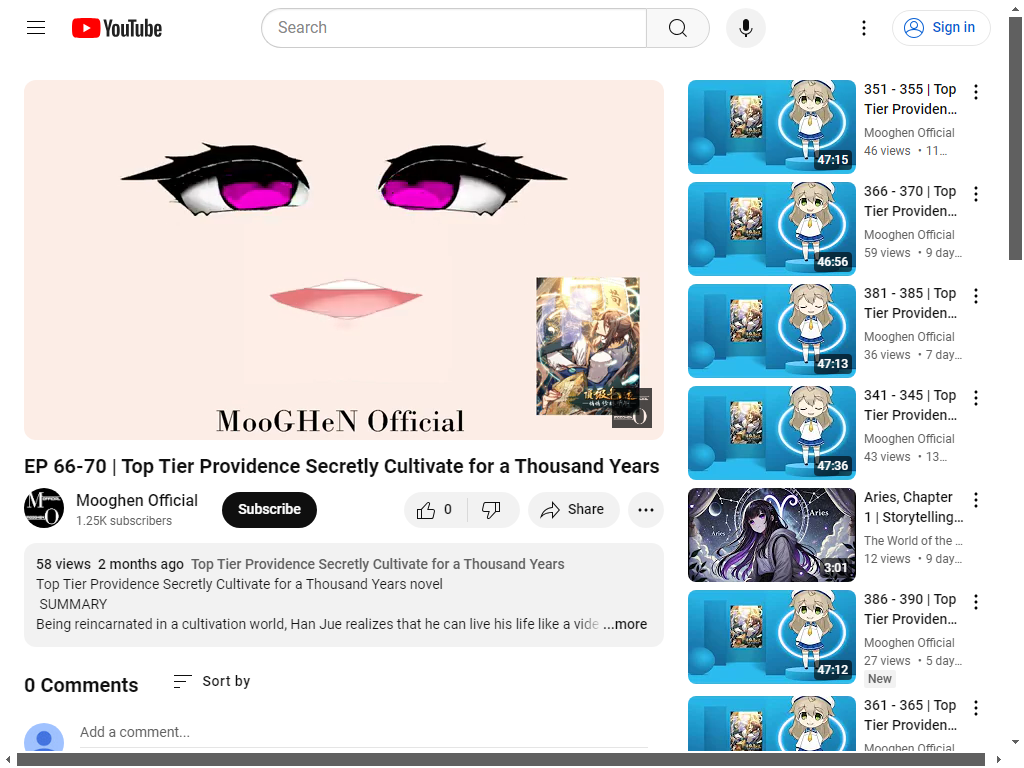 YouTube
Search
Sign in
MooGHeN Official
EP 66-70 | Top Tier Providence Secretly Cultivate for a Thousand Years
Mooghen Official
1.25K subscribers
Subscribe
0
Share
58 views 2 months ago Top Tier Providence Secretly Cultivate for a Thousand Years
Top Tier Providence Secretly Cultivate for a Thousand Years novel
SUMMARY
Being reincarnated in a cultivation world, Han Jue realizes that he can live his life like a vide ...more
0 Comments
Sort by
Add a comment...
47:15
351 - 355 | Top
Tier Providen...
Mooghen Official
46 views • 11...
46:56
366 - 370 | Top
Tier Providen...
Mooghen Official
59 views • 9 day...
47:13
381 - 385 | Top
Tier Providen...
Mooghen Official
36 views • 7 day...
47:36
341 - 345 | Top
Tier Providen...
Mooghen Official
43 views • 13...
Aries
Aries
3:01
Aries, Chapter
1 | Storytelling...
The World of the ...
12 views • 9 day...
47:12
386 - 390 | Top
Tier Providen...
Mooghen Official
27 views • 5 day...
New
361 - 365 | Top
Tier Providen...
Mooghen Official